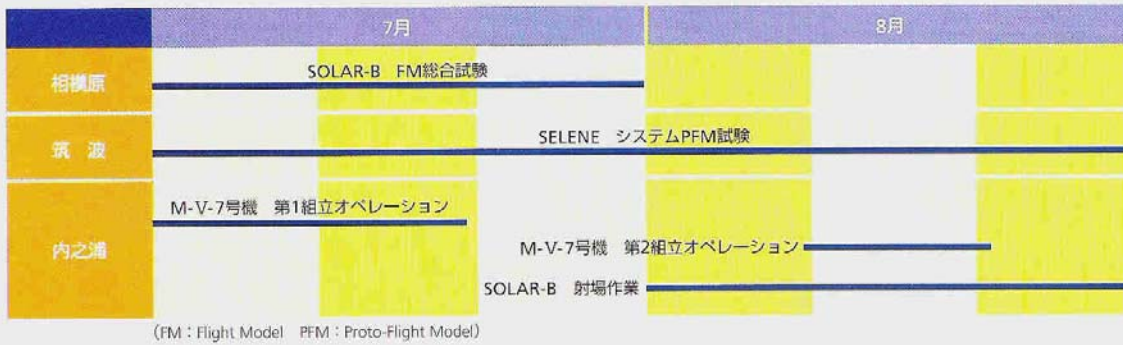 7月 8月
相模原 SOLAR-B FM総合試験
筑 波 SELENE システムPFM試験
内之浦 M-V-7号機 第1組立オペレーション
M-V-7号機 第2組立オペレーション
SOLAR-B 射場作業
(FM：Flight Model PFM：Proto-Flight Model)